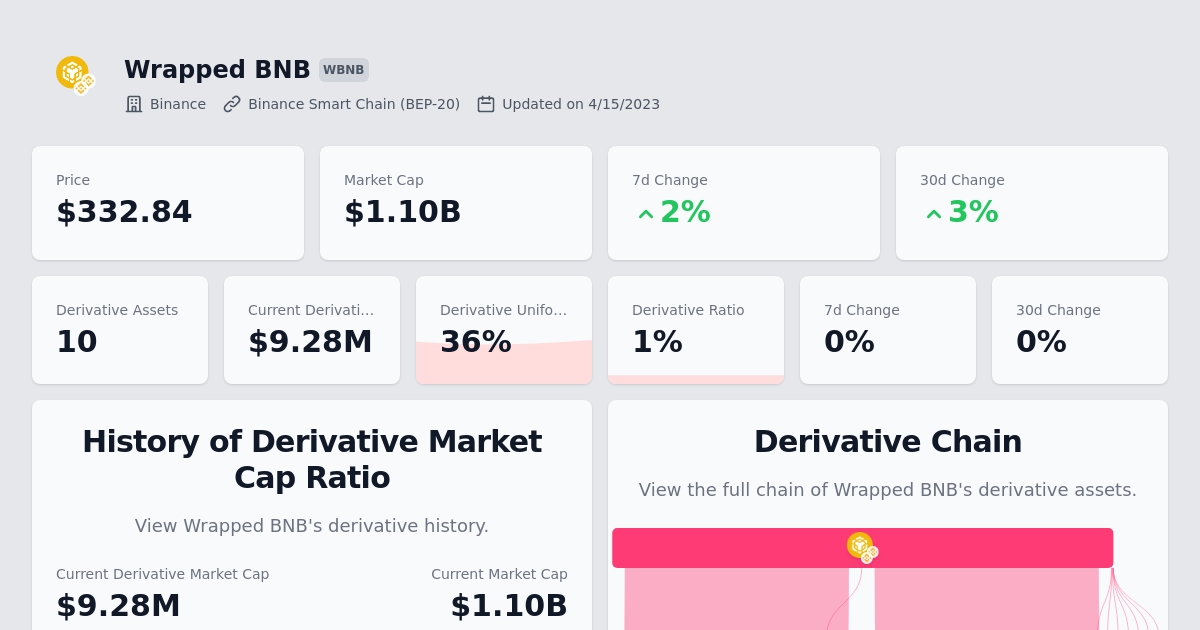 Wrapped BNB WBNB
Binance Binance Smart Chain (BEP-20) Updated on 4/15/2023
Price Market Cap 7d Change 30d Change
$332.84 $1.10B 2% 3%
Derivative Assets Current Derivati... Derivative Unifo... Derivative Ratio 7d Change 30d Change
10 $9.28M 36% 1% 0% 0%
History of Derivative Market
Cap Ratio
View Wrapped BNB's derivative history.
Current Derivative Market Cap Current Market Cap
$9.28M $1.10B
Derivative Chain
View the full chain of Wrapped BNB's derivative assets.